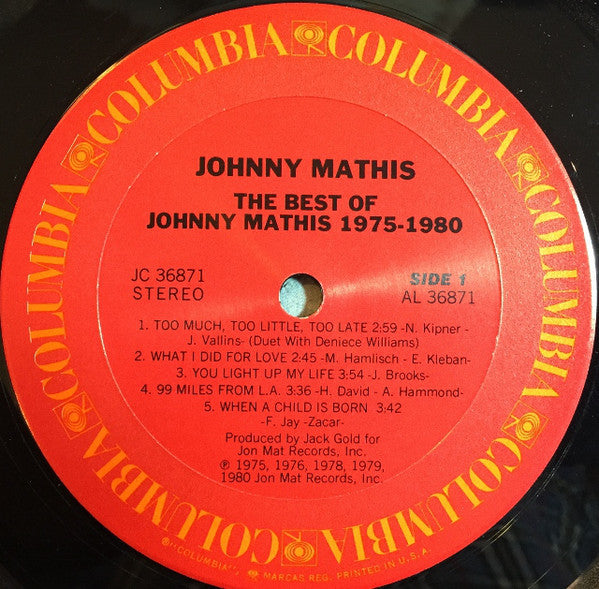 COLUMBIA COLUMBIA COLUMBIA COLUMBIA COLUMBIA COLUMBIA
JOHNNY MATHIS
THE BEST OF
JOHNNY MATHIS 1975-1980
JC 36871 SIDE 1
STEREO AL 36871
1. TOO MUCH, TOO LITTLE, TOO LATE 2:59 -N. Kipner -
J. Vallins- (Duet With Deniece Williams)
2. WHAT I DID FOR LOVE 2:45 -M. Hamlisch - E. Kleban-
3. YOU LIGHT UP MY LIFE 3:54 -J. Brooks-
4. 99 MILES FROM L.A. 3:36 -H. David - A. Hammond-
5. WHEN A CHILD IS BORN 3:42
-F. Jay -Zacar-
Produced by Jack Gold for
Jon Mat Records, Inc.
℗ 1975, 1976, 1978, 1979,
1980 Jon Mat Records, Inc.
®"COLUMBIA", MARCAS REG. PRINTED IN U.S.A.